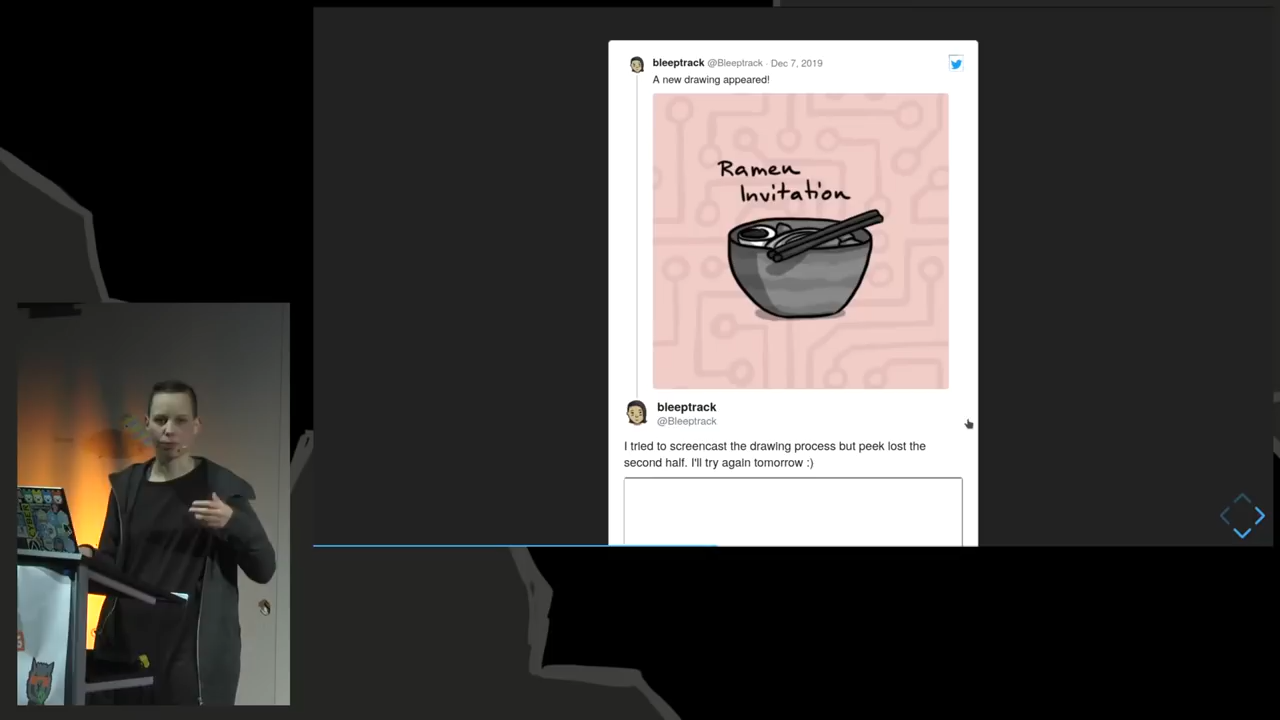 bleeptrack @Bleeptrack · Dec 7, 2019
A new drawing appeared!
Ramen
Invitation
bleeptrack
@Bleeptrack
I tried to screencast the drawing process but peek lost the
second half. I'll try again tomorrow :)